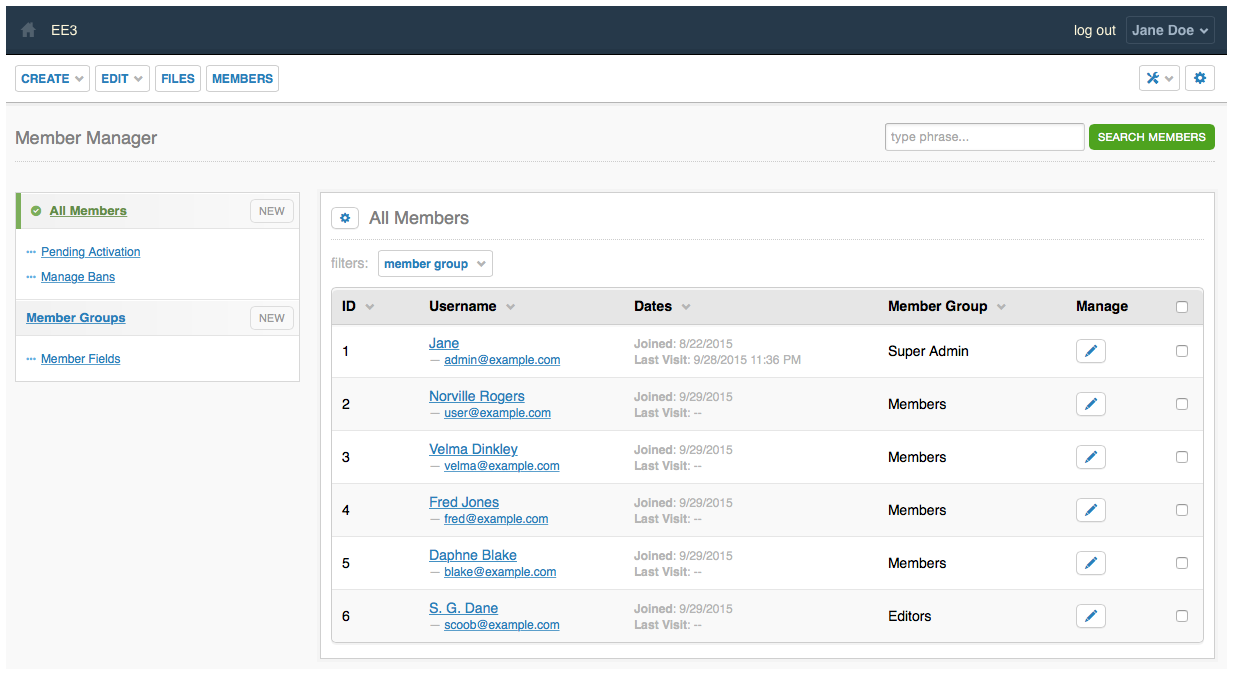 EE3
log out Jane Doe
CREATE EDIT FILES MEMBERS
Member Manager
type phrase... SEARCH MEMBERS
All Members NEW
Pending Activation
Manage Bans
Member Groups NEW
Member Fields
All Members
filters: member group
ID Username Dates Member Group Manage
1 Jane Joined: 8/22/2015 Super Admin
— admin@example.com Last Visit: 9/28/2015 11:36 PM
2 Norville Rogers Joined: 9/29/2015 Members
— user@example.com Last Visit: --
3 Velma Dinkley Joined: 9/29/2015 Members
— velma@example.com Last Visit: --
4 Fred Jones Joined: 9/29/2015 Members
— fred@example.com Last Visit: --
5 Daphne Blake Joined: 9/29/2015 Members
— blake@example.com Last Visit: --
6 S. G. Dane Joined: 9/29/2015 Editors
— scoob@example.com Last Visit: --